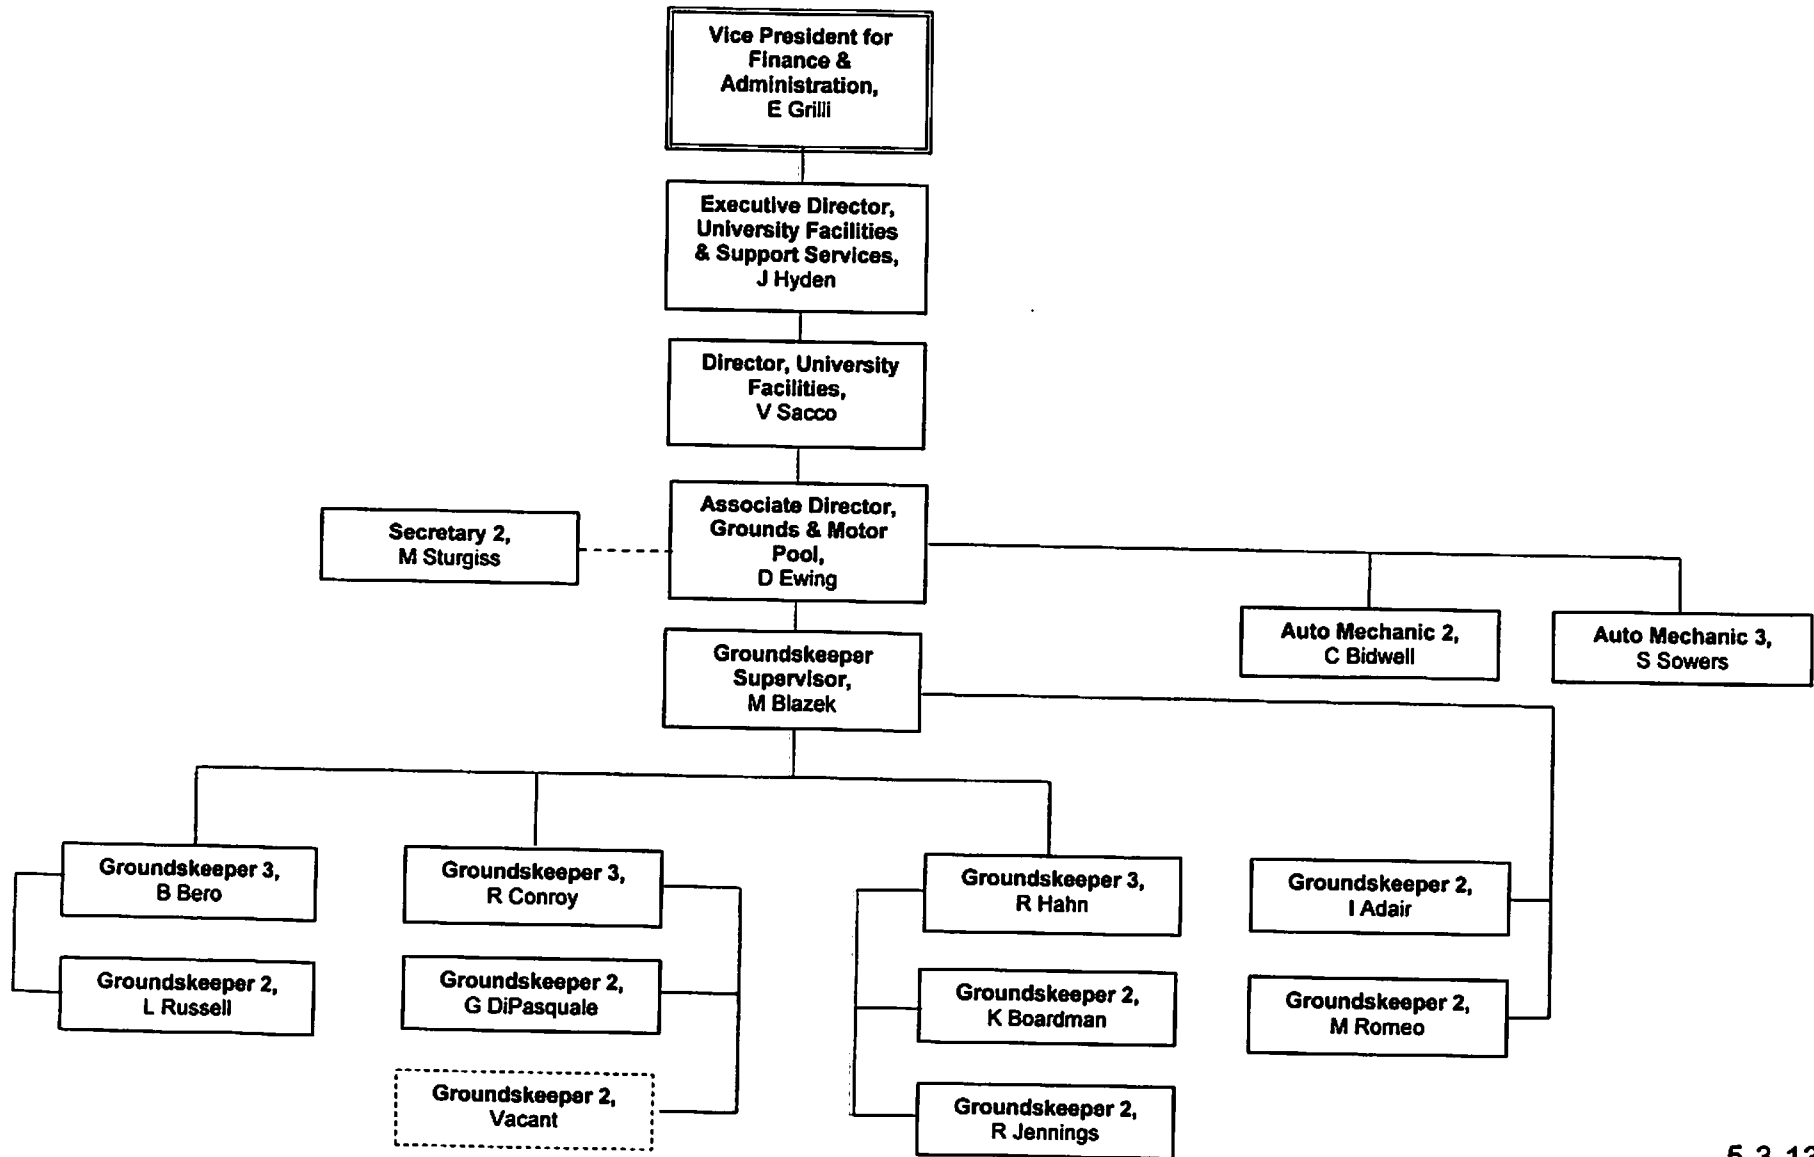 Vice President for
Finance &
Administration,
E Grilli
Executive Director,
University Facilities
& Support Services,
J Hyden
Director, University
Facilities,
V Sacco
Associate Director,
Grounds & Motor
Pool,
D Ewing
Secretary 2,
M Sturgiss
Auto Mechanic 2,
C Bidwell
Auto Mechanic 3,
S Sowers
Groundskeeper
Supervisor,
M Blazek
Groundskeeper 3,
B Bero
Groundskeeper 2,
L Russell
Groundskeeper 3,
R Conroy
Groundskeeper 2,
G DiPasquale
Groundskeeper 2,
Vacant
Groundskeeper 3,
R Hahn
Groundskeeper 2,
K Boardman
Groundskeeper 2,
R Jennings
Groundskeeper 2,
I Adair
Groundskeeper 2,
M Romeo
5-3-13